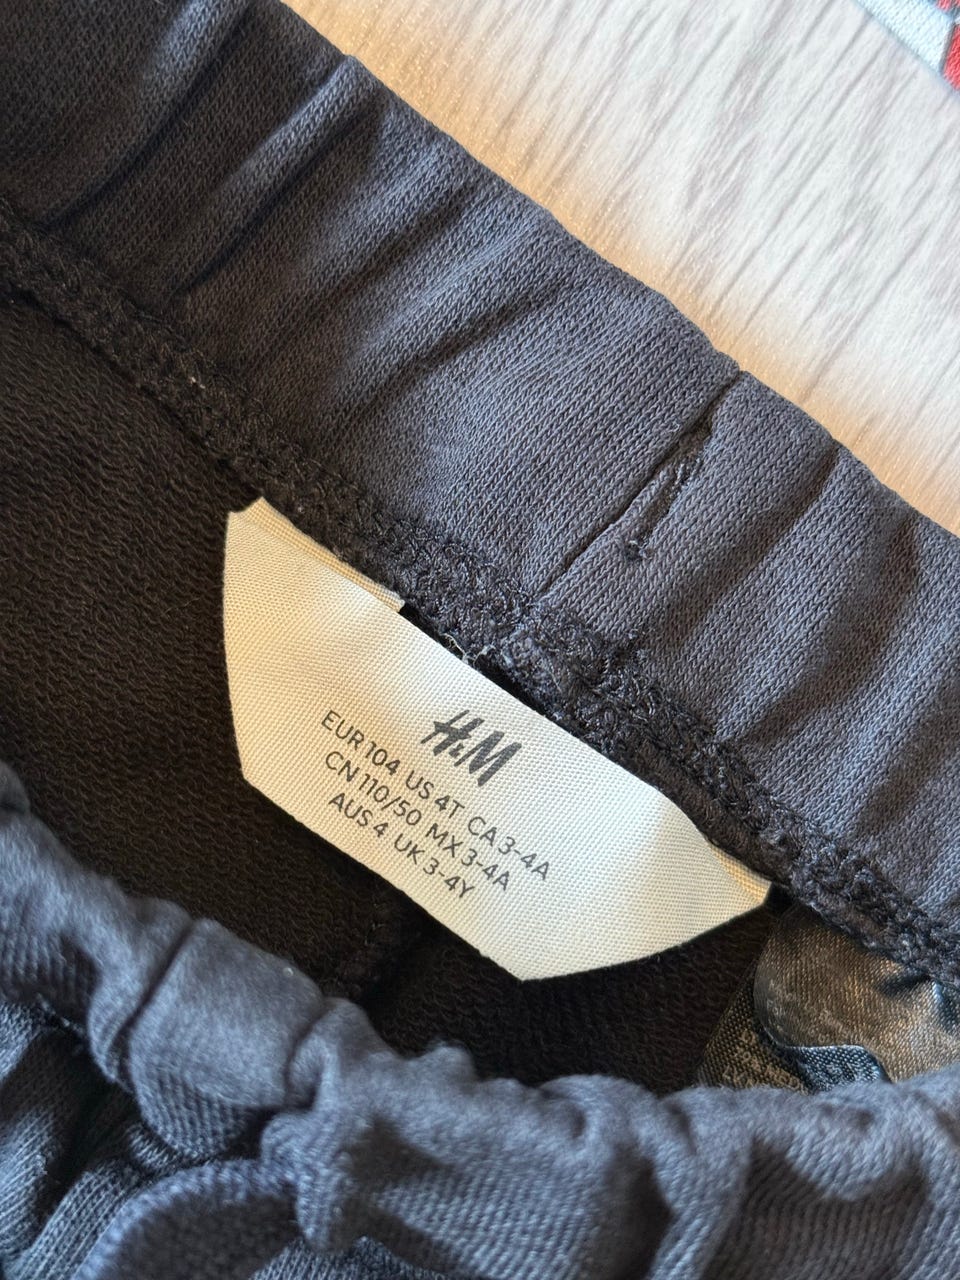 H&M
EUR 104 US 4T CA 3-4A
CN 110/50 MX 3-4A
AUS 4 UK 3-4Y